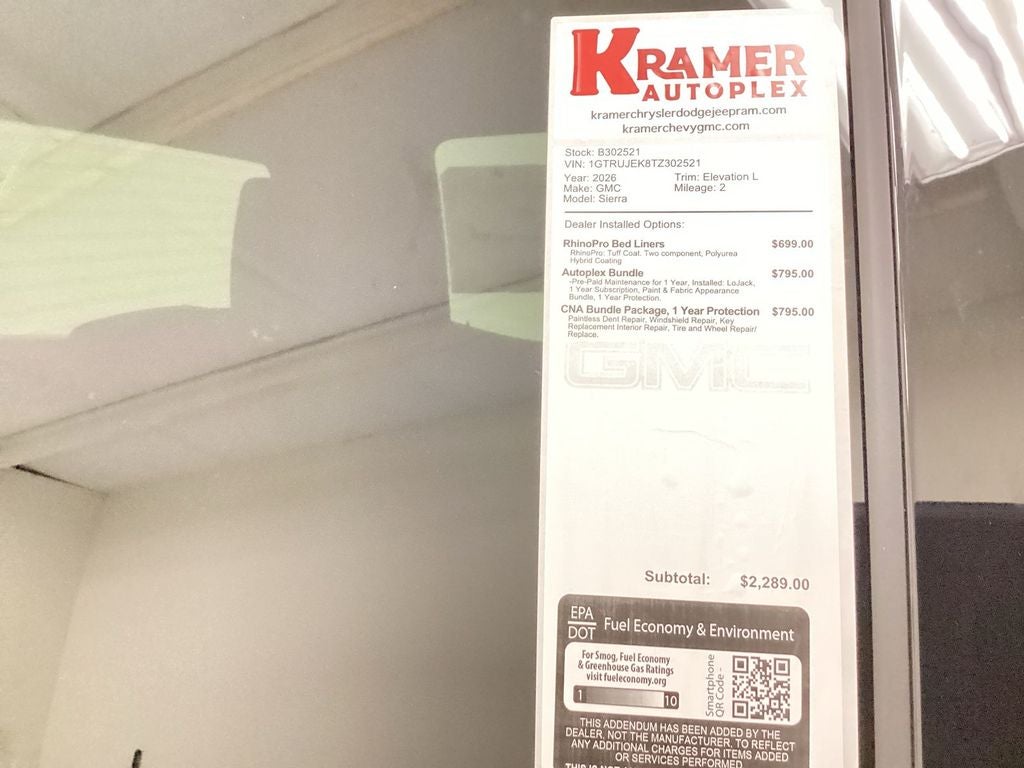 KRAMER
AUTOPLEX
kramerchryslerdodgejeepram.com
kramerchevygmc.com
Stock: B302521
VIN: 1GTRUJEK8TZ302521
Year: 2026 Trim: Elevation L
Make: GMC Mileage: 2
Model: Sierra
Dealer Installed Options:
RhinoPro Bed Liners $699.00
RhinoPro: Tuff Coat. Two component, Polyurea
Hybrid Coating
Autoplex Bundle $795.00
-Pre-Paid Maintenance for 1 Year, Installed: LoJack,
1 Year Subscription, Paint & Fabric Appearance
Bundle, 1 Year Protection.
CNA Bundle Package, 1 Year Protection $795.00
Paintless Dent Repair, Windshield Repair, Key
Replacement Interior Repair, Tire and Wheel Repair/
Replace.
GMC
Subtotal: $2,289.00
EPA
DOT Fuel Economy & Environment
For Smog, Fuel Economy
& Greenhouse Gas Ratings
visit fueleconomy.org
1 10
Smartphone
QR Code -
THIS ADDENDUM HAS BEEN ADDED BY THE
DEALER, NOT THE MANUFACTURER, TO REFLECT
ANY ADDITIONAL CHARGES FOR ITEMS ADDED
OR SERVICES PERFORMED